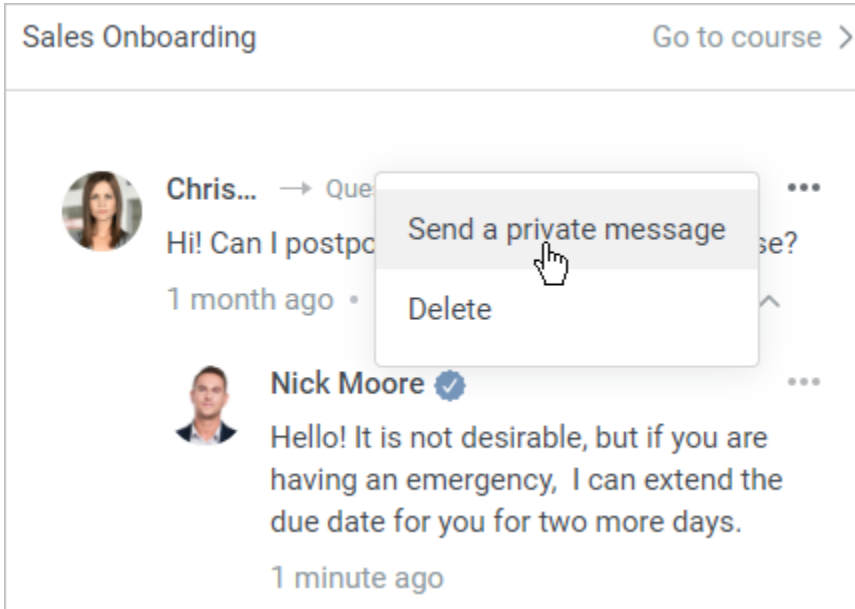 Sales Onboarding Go to course
Chris... → 
Hi! Can I se?
Send a private message
1 month ago •
Delete
Nick Moore
Hello! It is not desirable, but if you are
having an emergency, I can extend the
due date for you for two more days.
1 minute ago